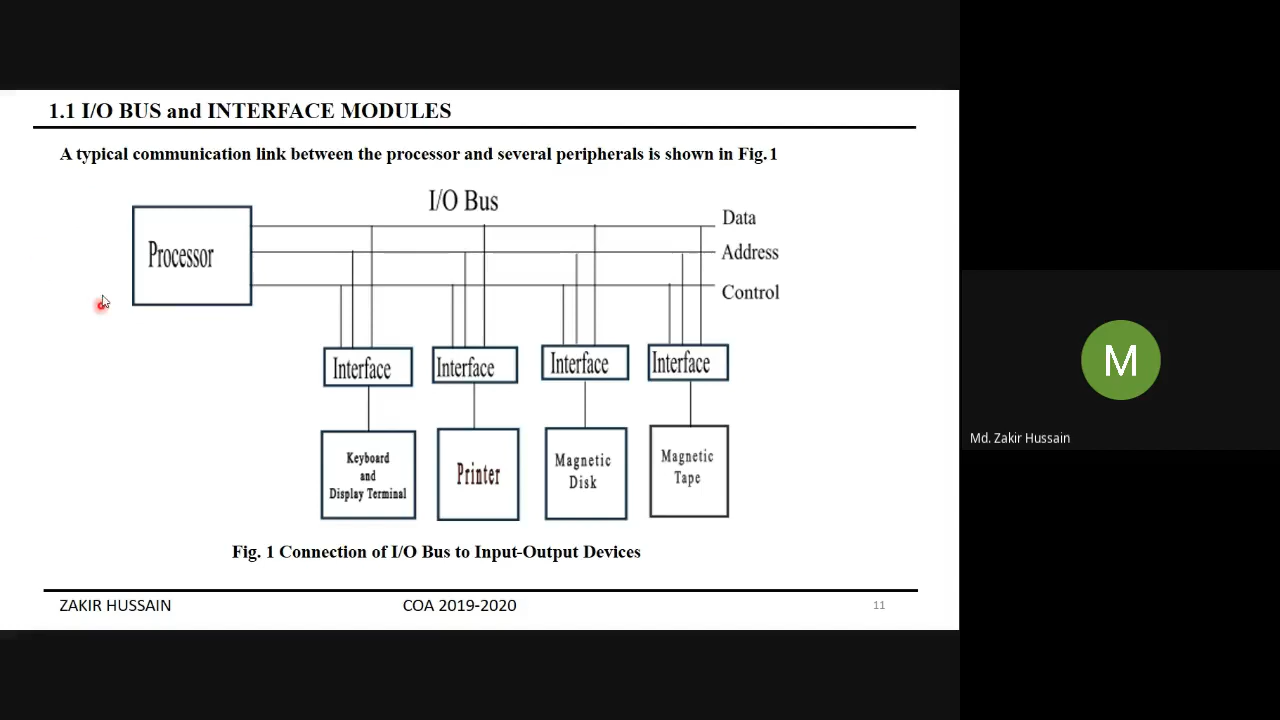 1.1 I/O BUS and INTERFACE MODULES
A typical communication link between the processor and several peripherals is shown in Fig. 1
I/O Bus
Processor
Data
Address
Control
Interface
Interface
Interface
Interface
Keyboard
and
Display Terminal
Printer
Magnetic
Disk
Magnetic
Tape
Fig. 1 Connection of I/O Bus to Input-Output Devices
ZAKIR HUSSAIN
COA 2019-2020
11
M
Md. Zakir Hussain